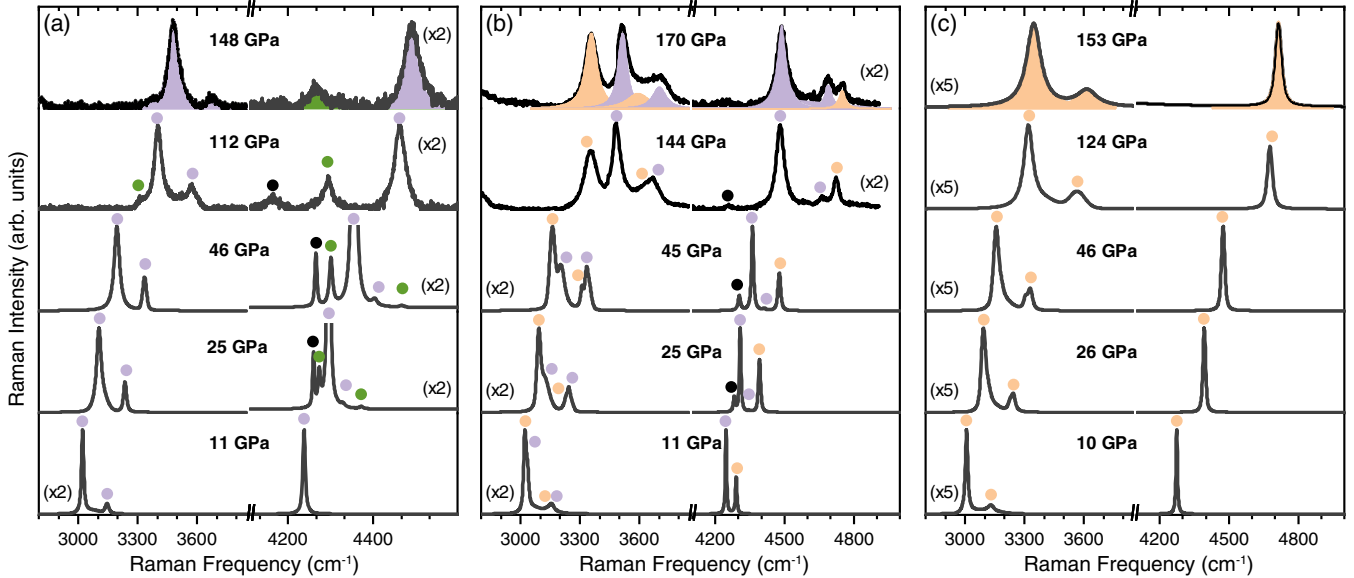 Raman Intensity (arb. units)
(a)
148 GPa
(x2)
112 GPa
(x2)
46 GPa
(x2)
25 GPa
(x2)
11 GPa
(x2)
3000 3300 3600 4200 4400
Raman Frequency (cm⁻¹)
(b)
170 GPa
(x2)
144 GPa
(x2)
45 GPa
(x2)
25 GPa
(x2)
11 GPa
(x2)
3000 3300 3600 4200 4500 4800
Raman Frequency (cm⁻¹)
(c)
153 GPa
(x5)
124 GPa
(x5)
46 GPa
(x5)
26 GPa
(x5)
10 GPa
(x5)
3000 3300 3600 4200 4500 4800
Raman Frequency (cm⁻¹)